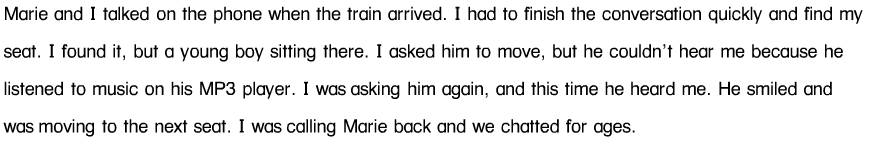 Marie and I talked on the phone when the train arrived. I had to finish the conversation quickly and find my
seat. I found it, but a young boy sitting there. I asked him to move, but he couldn't hear me because he
listened to music on his MP3 player. I was asking him again, and this time he heard me. He smiled and
was moving to the next seat. I was calling Marie back and we chatted for ages.